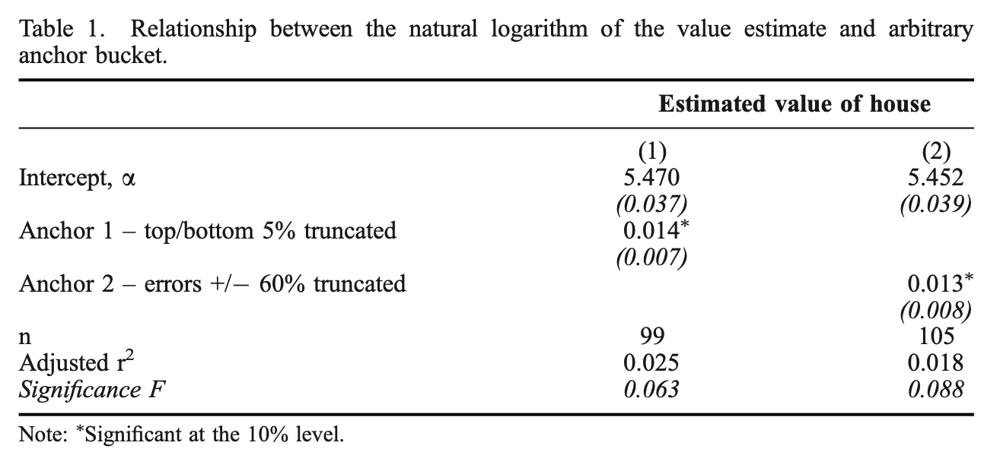 Table 1. Relationship between the natural logarithm of the value estimate and arbitrary
anchor bucket.
Estimated value of house
(1) (2)
Intercept, α 5.470 5.452
(0.037) (0.039)
Anchor 1 – top/bottom 5% truncated 0.014*
(0.007)
Anchor 2 – errors +/− 60% truncated 0.013*
(0.008)
n 99 105
Adjusted r² 0.025 0.018
Significance F 0.063 0.088
Note: *Significant at the 10% level.